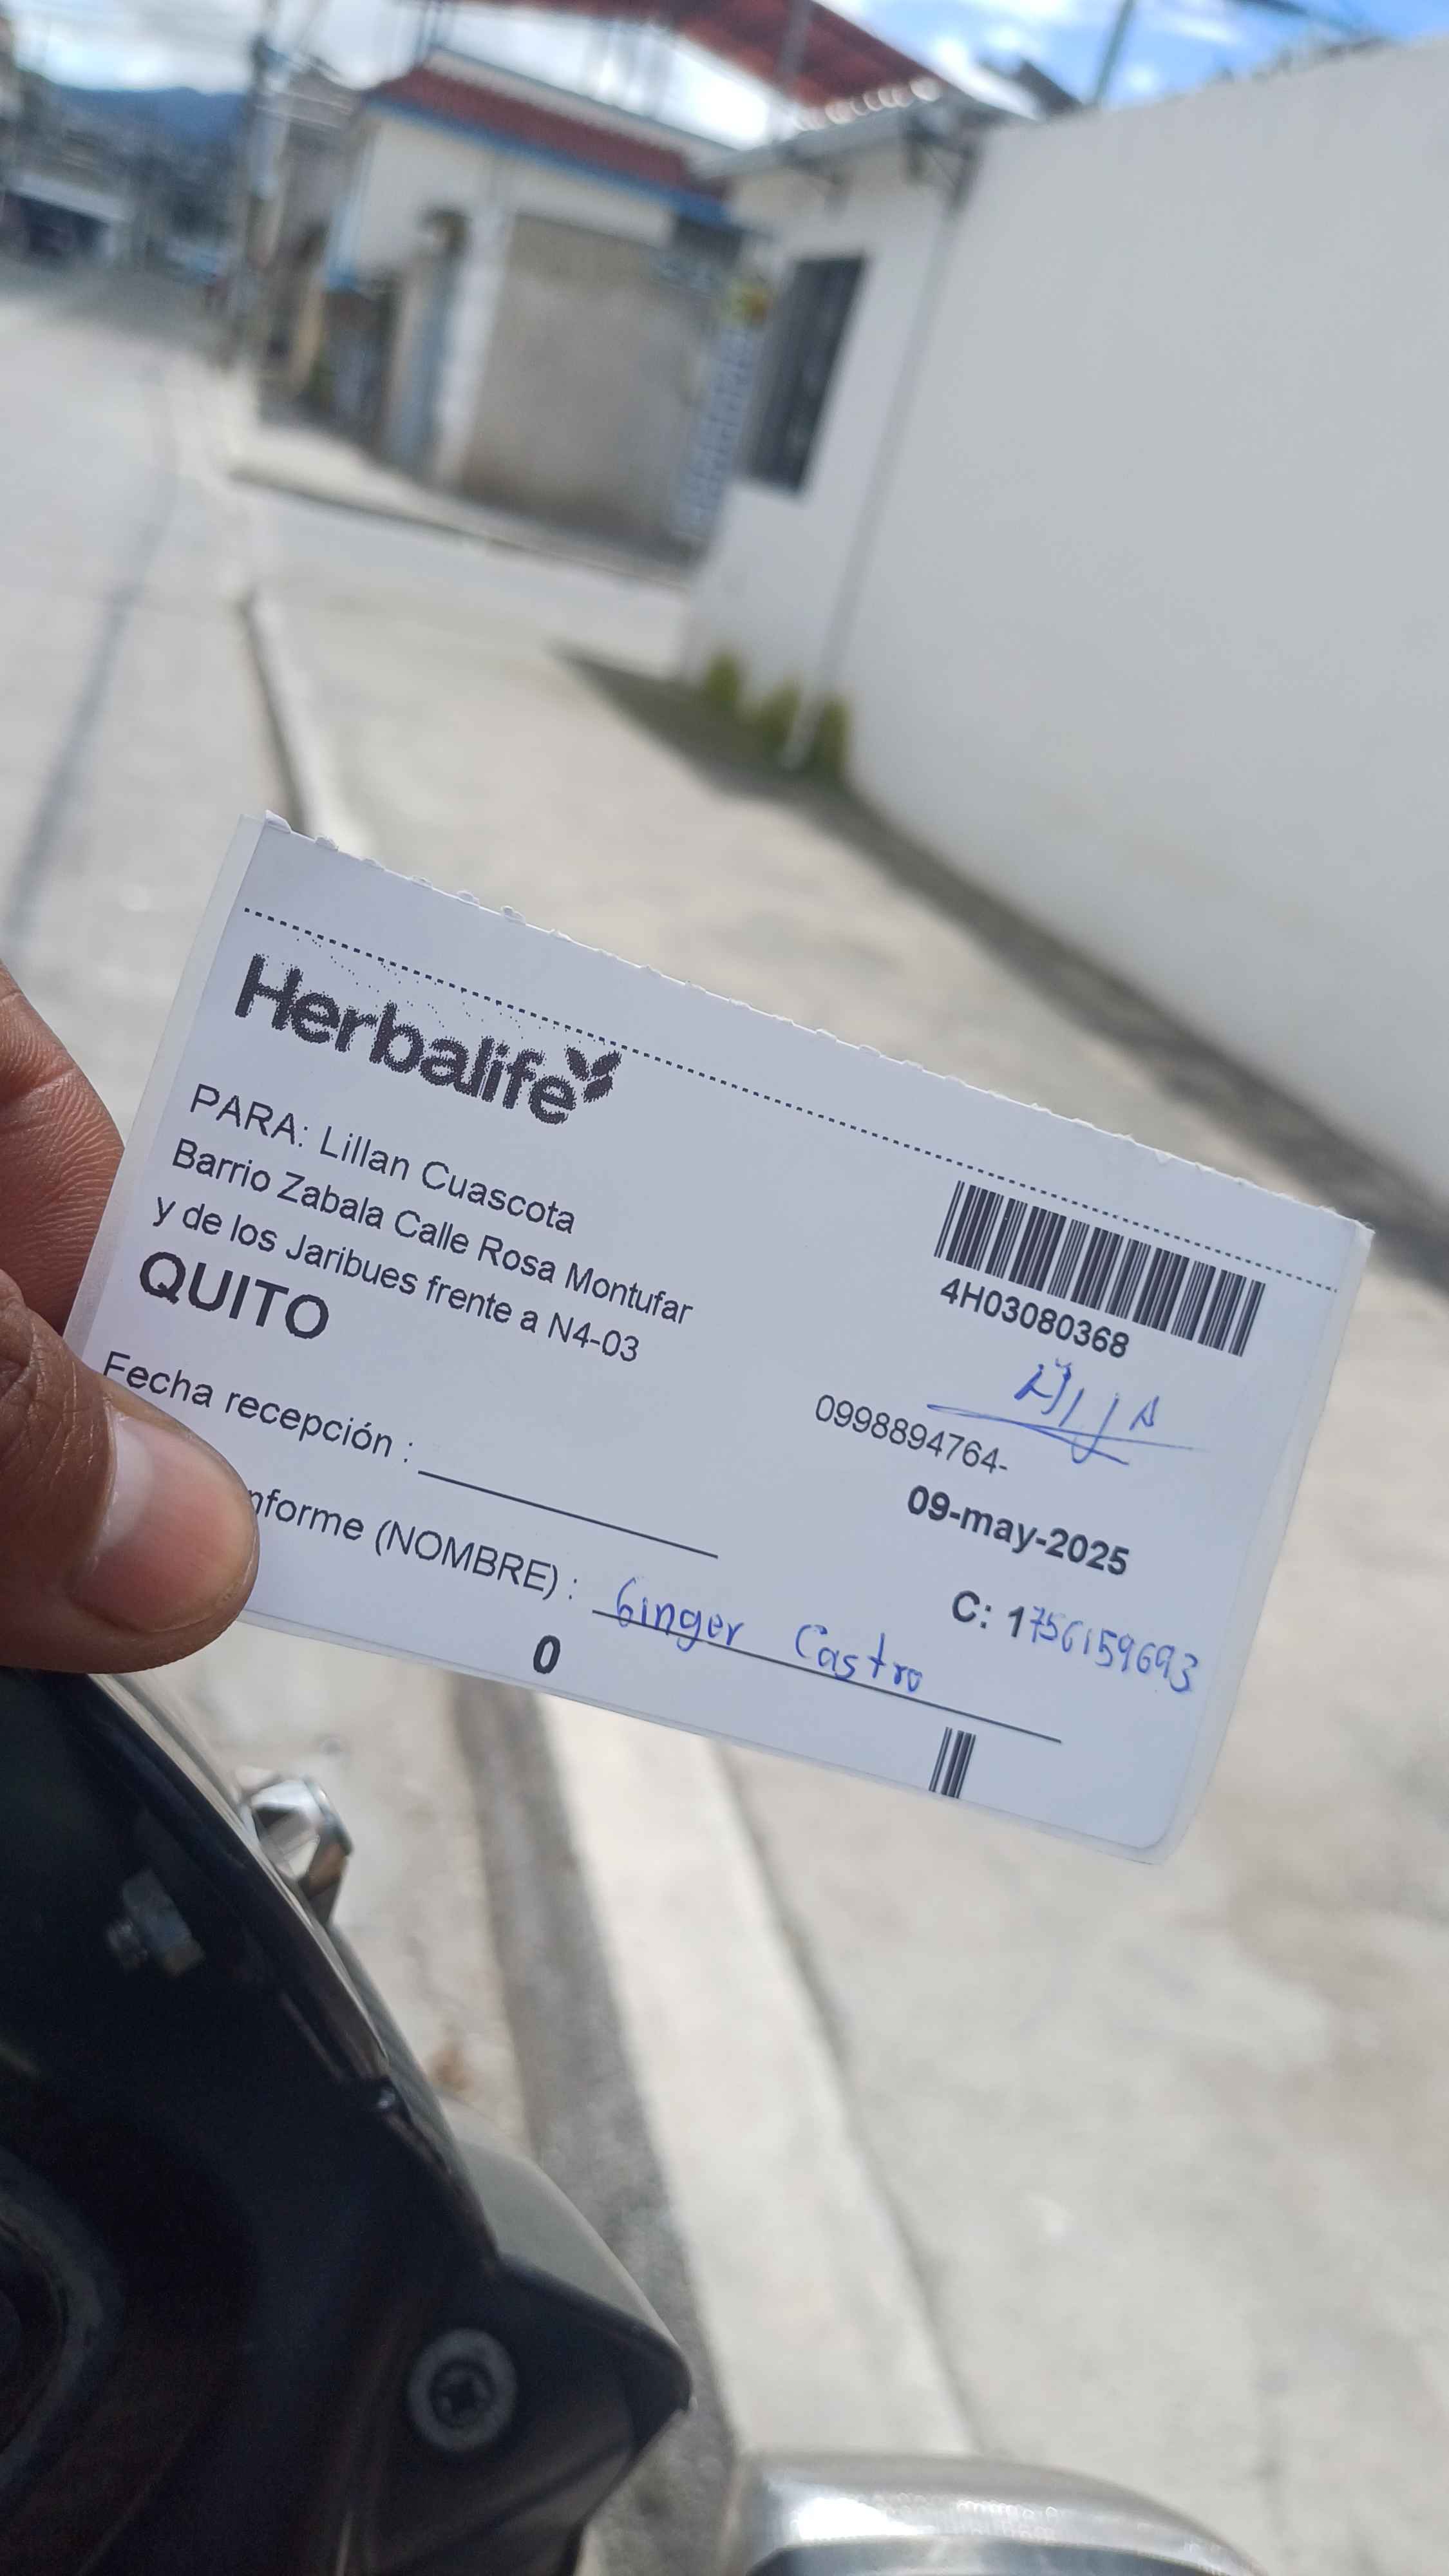 Herbalife
PARA: Lillan Cuascota
Barrio Zabala Calle Rosa Montufar
y de los Jaribues frente a N4-03
QUITO
4H03080368
Hija
0998894764-
Fecha recepción :
09-may-2025
nforme (NOMBRE) : Ginger Castro
C: 1756159693
0